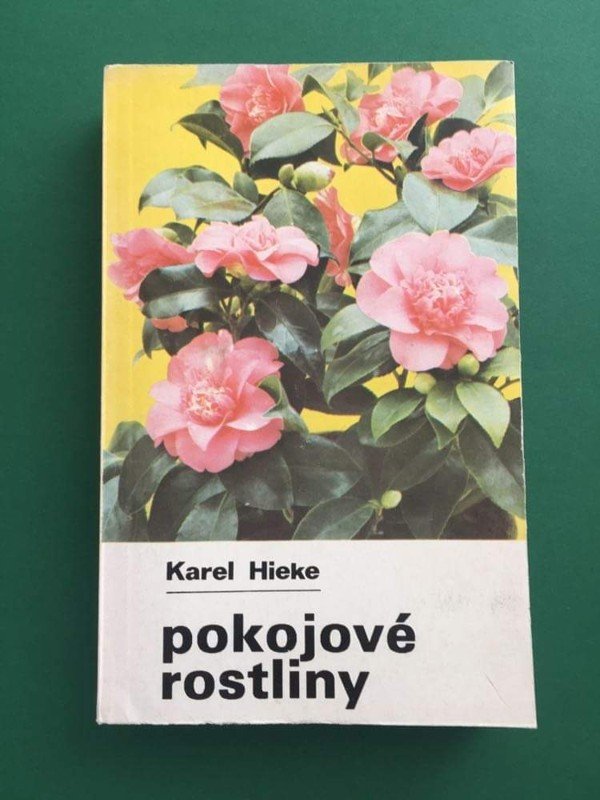 Karel Hieke
pokojové
rostliny